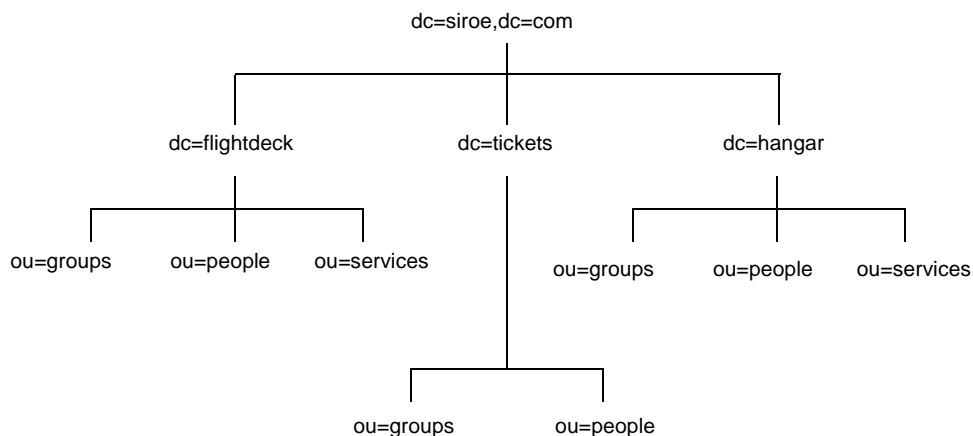 dc=siroe,dc=com
dc=flightdeck
dc=tickets
dc=hangar
ou=groups
ou=people
ou=services
ou=groups
ou=people
ou=services
ou=groups
ou=people